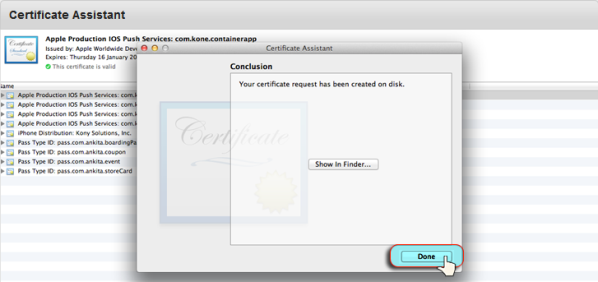 Certificate Assistant
Apple Production IOS Push Services: com.kone.containerapp
Issued by: Apple Worldwide Deve
Expires: Thursday 16 January 20
This certificate is valid
Certificate Assistant
Conclusion
Your certificate request has been created on disk.
Certificate
Show In Finder...
Done
Name
Apple Production IOS Push Services: com.k
Apple Production IOS Push Services: com.k
Apple Production IOS Push Services: com.k
Apple Production IOS Push Services: com.k
iPhone Distribution: Kony Solutions, Inc.
Pass Type ID: pass.com.ankita.boardingPa
Pass Type ID: pass.com.ankita.coupon
Pass Type ID: pass.com.ankita.event
Pass Type ID: pass.com.ankita.storeCard